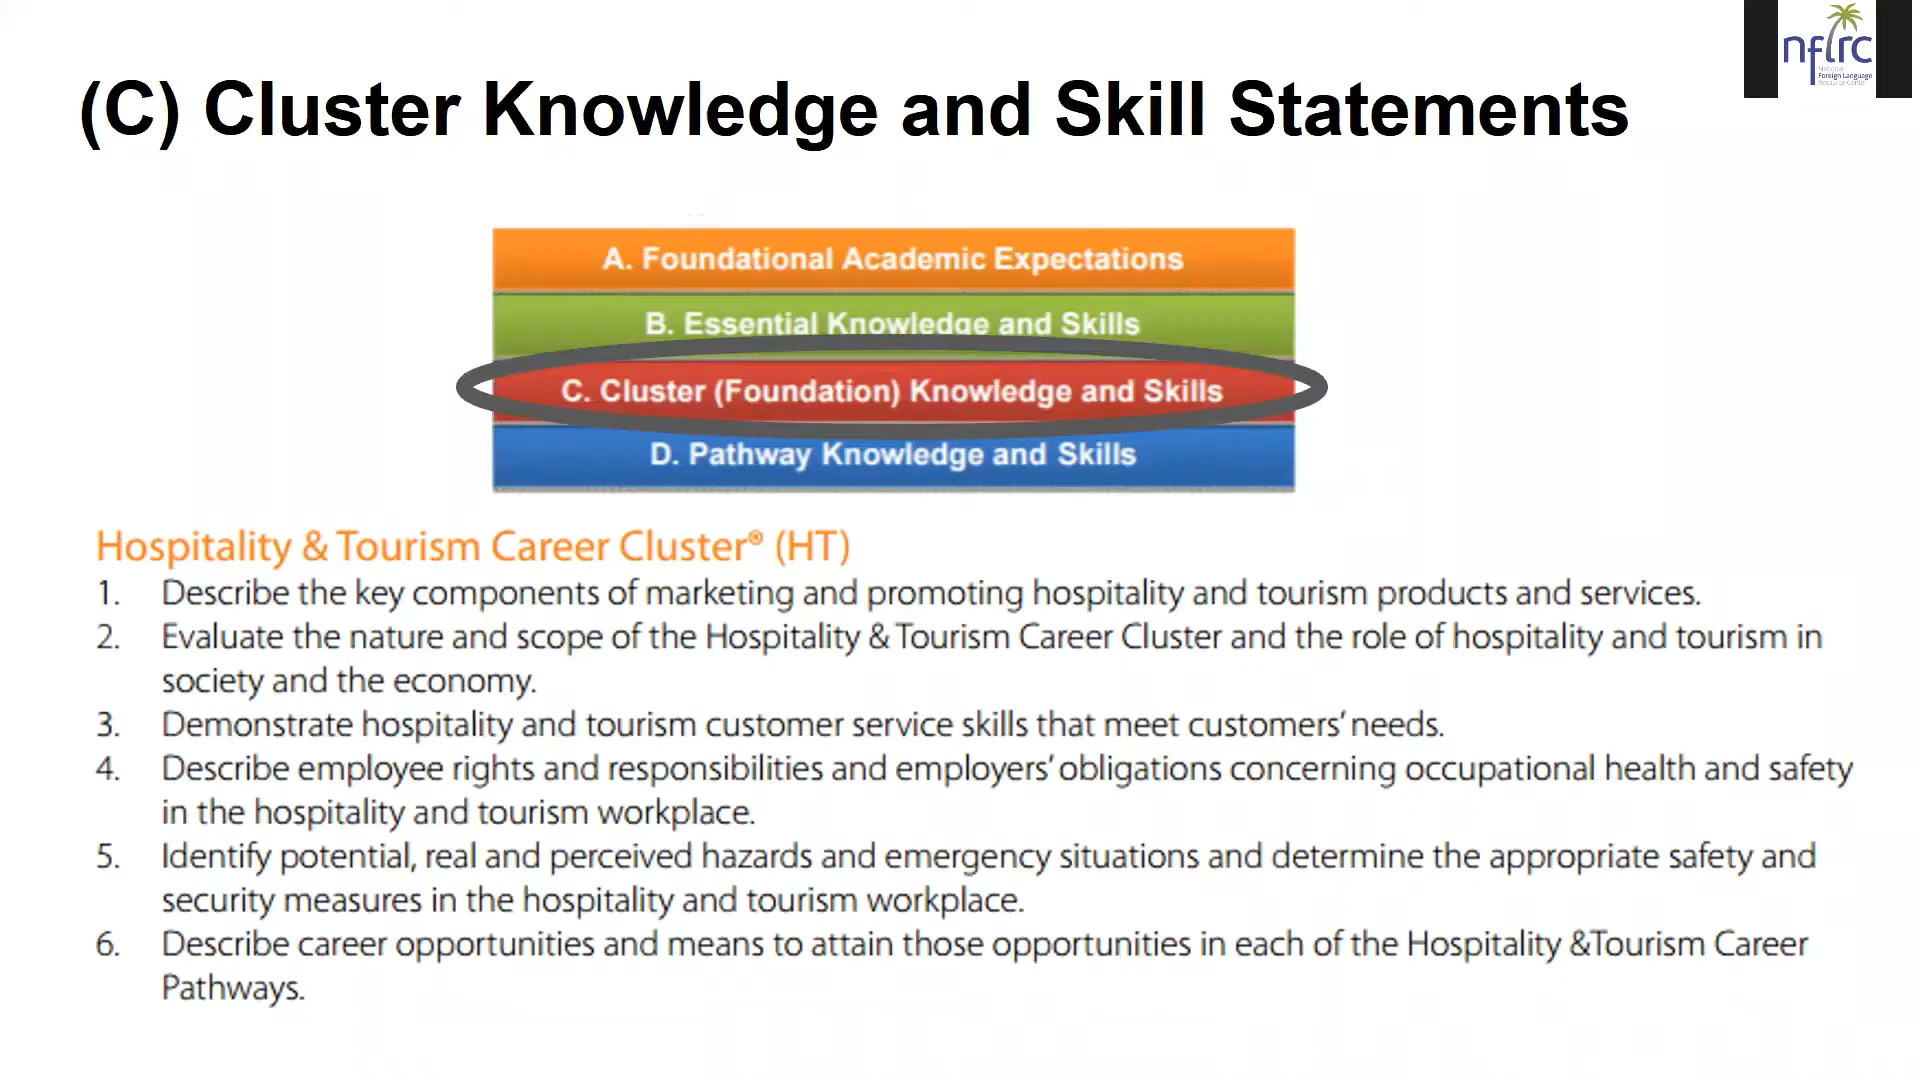 nflrc
National
Foreign Language
Resource Center
(C) Cluster Knowledge and Skill Statements
A. Foundational Academic Expectations
B. Essential Knowledge and Skills
C. Cluster (Foundation) Knowledge and Skills
D. Pathway Knowledge and Skills
Hospitality & Tourism Career Cluster® (HT)
1. Describe the key components of marketing and promoting hospitality and tourism products and services.
2. Evaluate the nature and scope of the Hospitality & Tourism Career Cluster and the role of hospitality and tourism in
society and the economy.
3. Demonstrate hospitality and tourism customer service skills that meet customers’ needs.
4. Describe employee rights and responsibilities and employers’ obligations concerning occupational health and safety
in the hospitality and tourism workplace.
5. Identify potential, real and perceived hazards and emergency situations and determine the appropriate safety and
security measures in the hospitality and tourism workplace.
6. Describe career opportunities and means to attain those opportunities in each of the Hospitality &Tourism Career
Pathways.